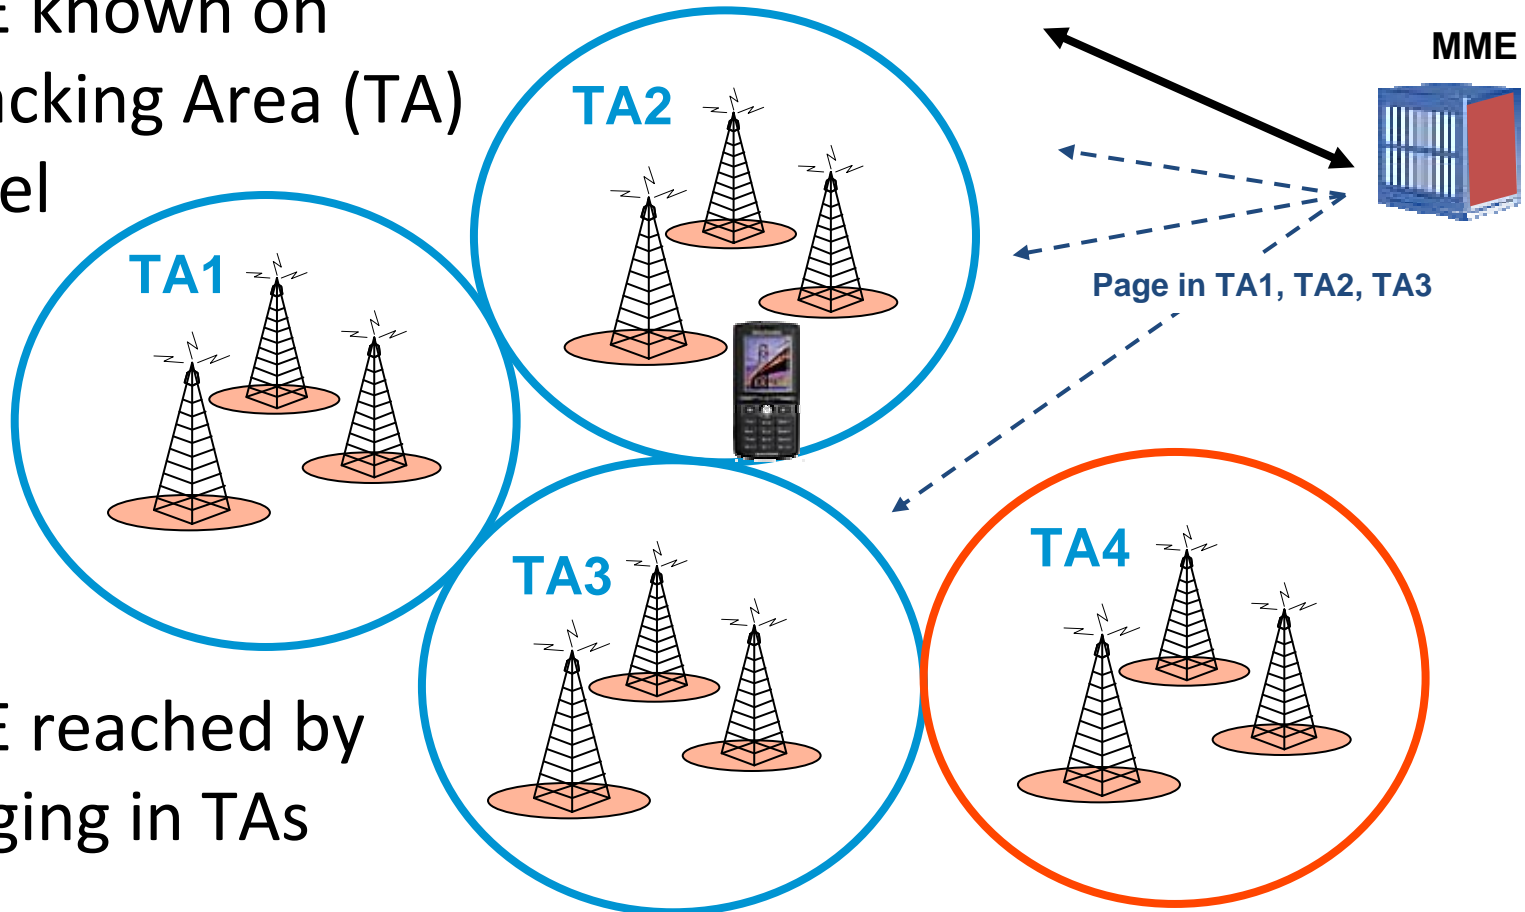 E known on
acking Area (TA)
el
MME
TA2
TA1
Page in TA1, TA2, TA3
TA3
TA4
E reached by
ging in TAs